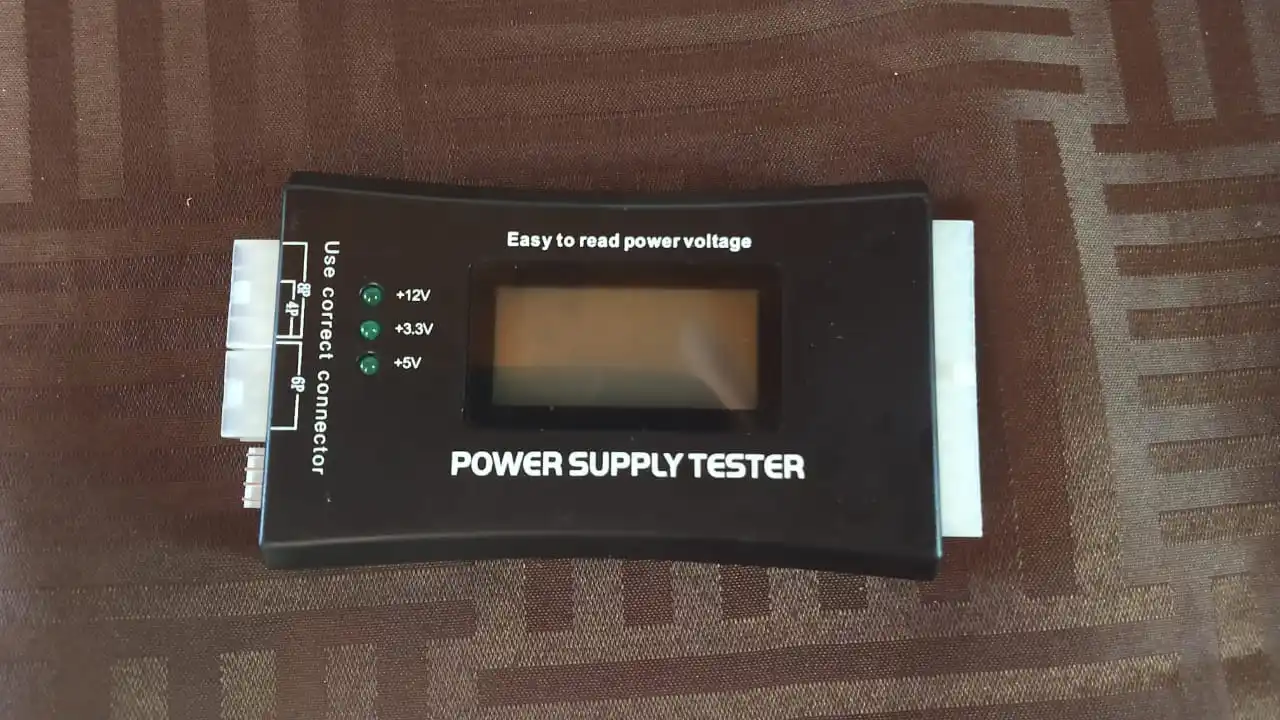 Easy to read power voltage
Use correct connector
8P
4P
6P
+12V
+3.3V
+5V
POWER SUPPLY TESTER